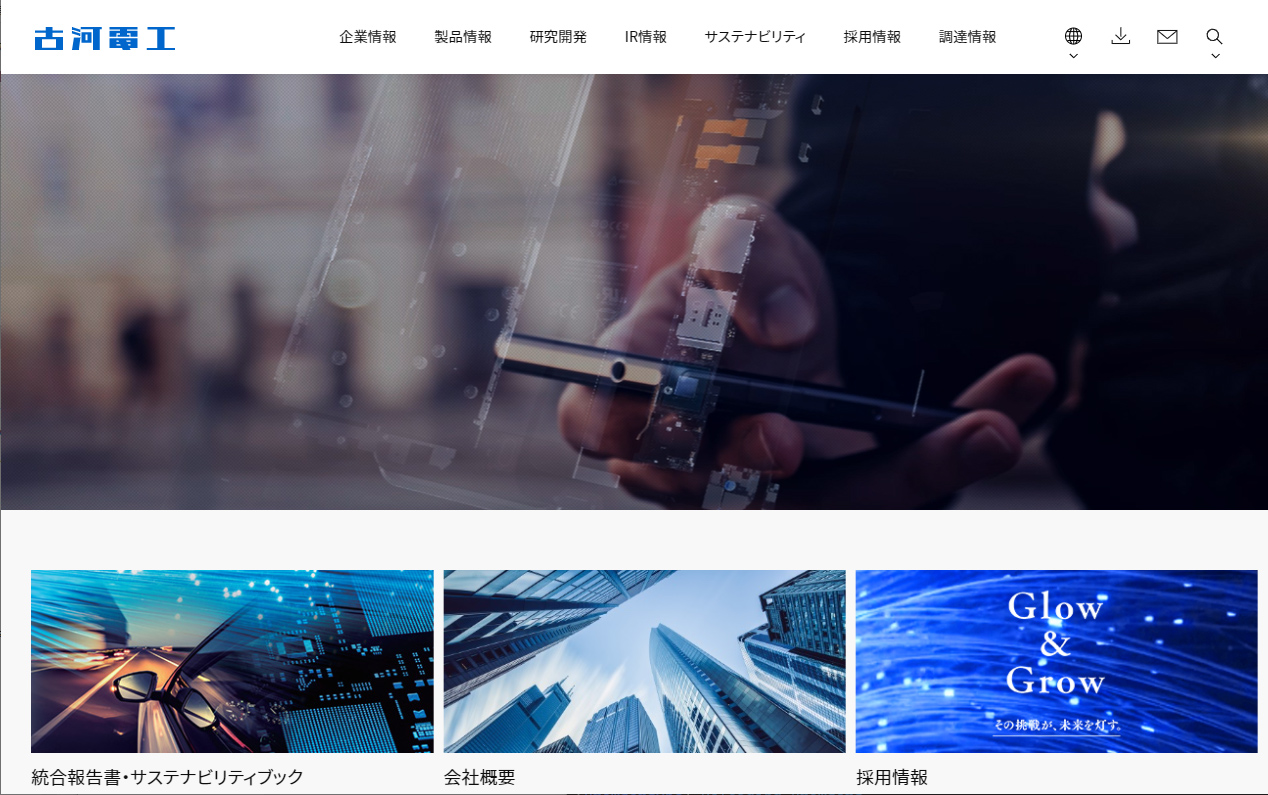 古河電工
企業情報 製品情報 研究開発 IR情報 サステナビリティ 採用情報 調達情報
Glow
&
Grow
その挑戦が、未来を灯す。
統合報告書・サステナビリティブック 会社概要 採用情報